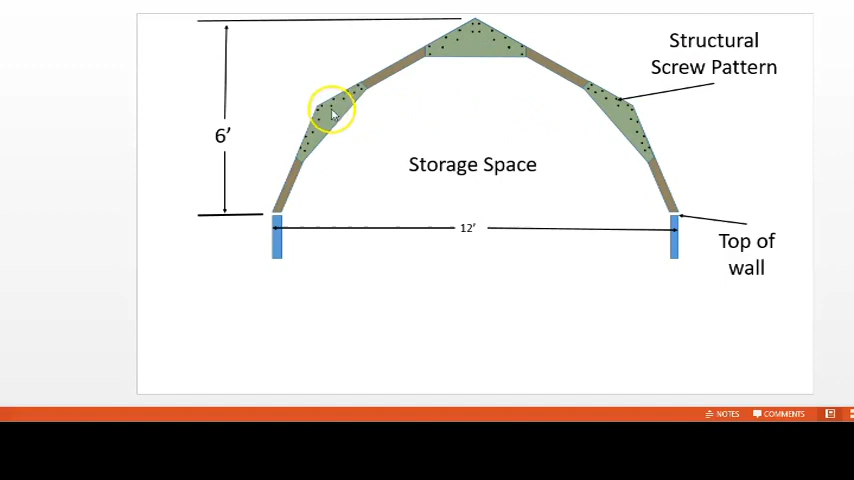 Structural
Screw Pattern
6’
Storage Space
12’
Top of
wall
NOTES
COMMENTS